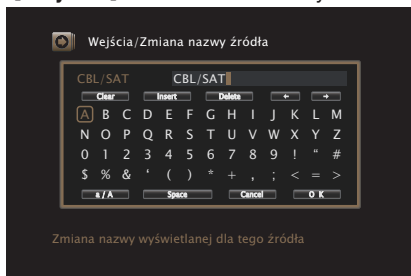 Wejścia/Zmiana nazwy źródła
CBL/SAT CBL/SAT
Clear Insert Delete ← →
A B C D E F G H I J K L M
N O P Q R S T U V W X Y Z
0 1 2 3 4 5 6 7 8 9 ! “ #
$ % & ‘ ( ) * + , ; < = >
a / A Space Cancel O K
Zmiana nazwy wyświetlanej dla tego źródła